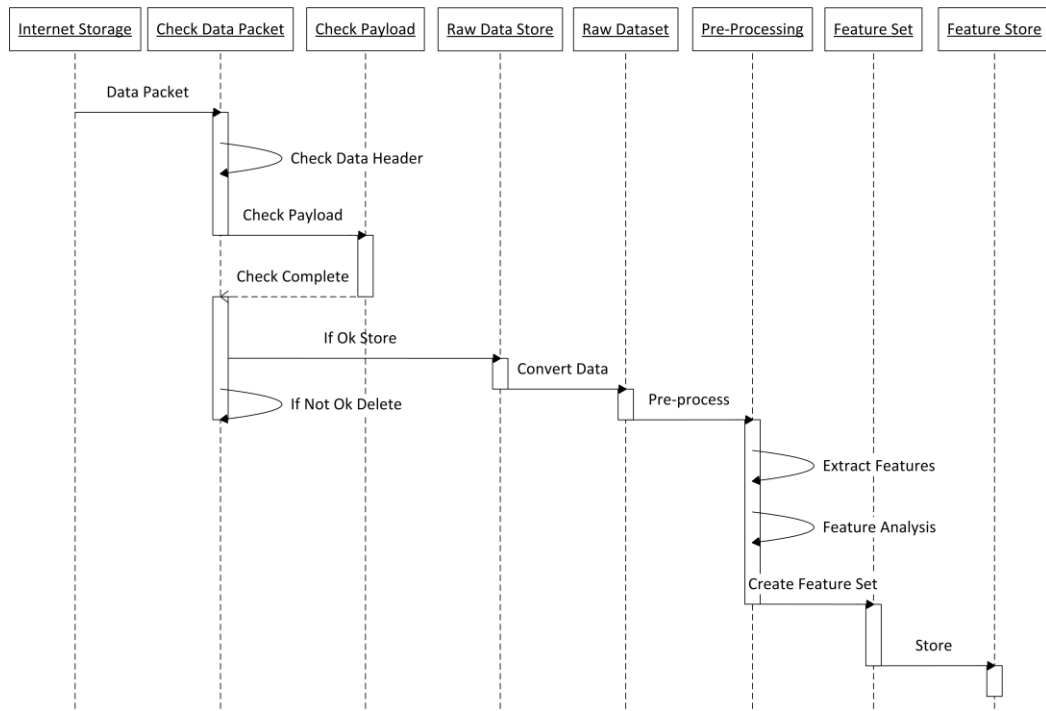 Internet Storage
Check Data Packet
Check Payload
Raw Data Store
Raw Dataset
Pre-Processing
Feature Set
Feature Store
Data Packet
Check Data Header
Check Payload
Check Complete
If Ok Store
Convert Data
If Not Ok Delete
Pre-process
Extract Features
Feature Analysis
Create Feature Set
Store